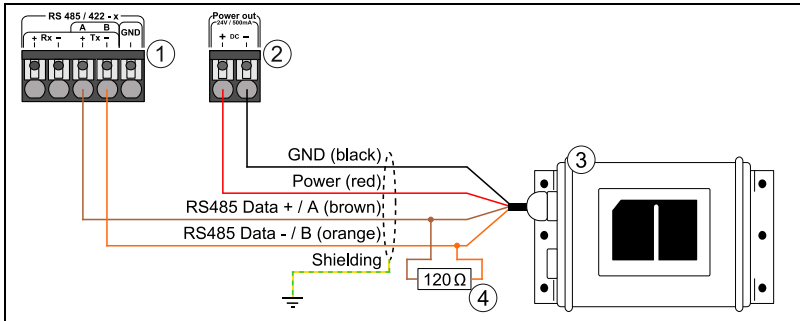 RS 485 / 422 - x
A B
+ Rx - + Tx - GND
1
Power out
24V / 500mA
+ DC -
2
GND (black)
Power (red)
RS485 Data + / A (brown)
RS485 Data - / B (orange)
Shielding
120 Ω
3
4